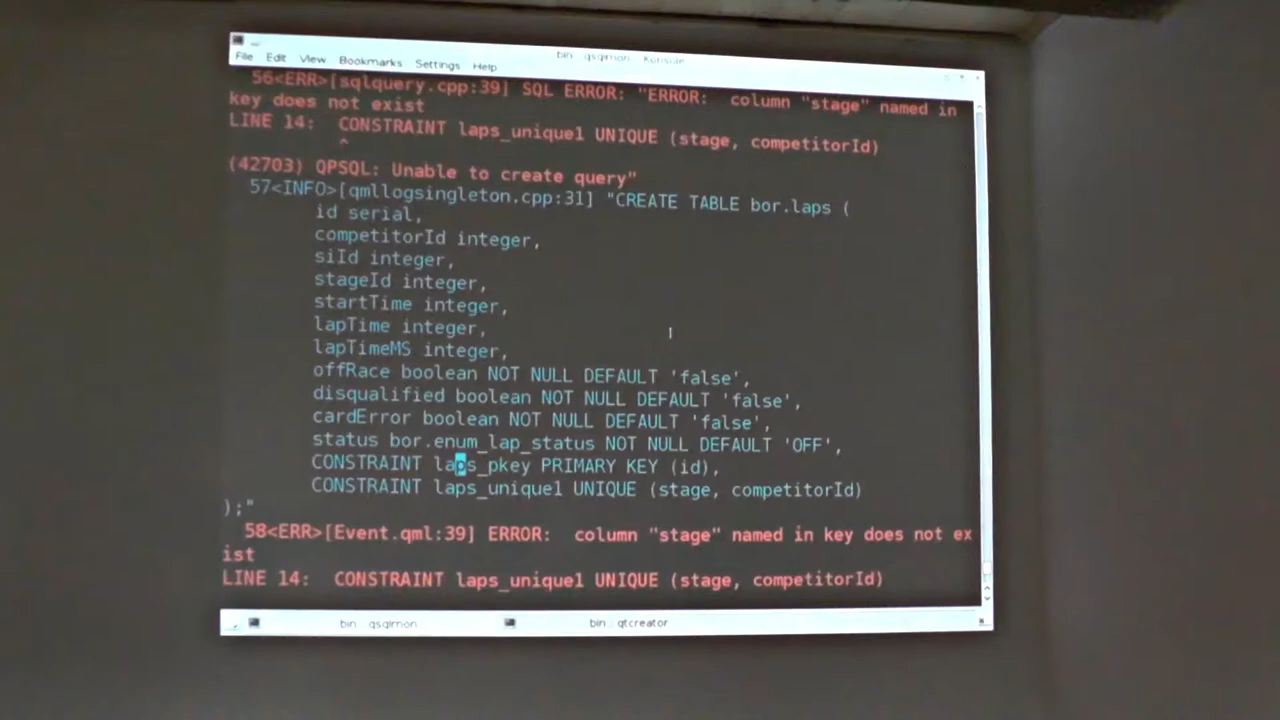 bin : qsqlmon – Konsole
File Edit View Bookmarks Settings Help
56<ERR>[sqlquery.cpp:39] SQL ERROR: "ERROR:  column "stage" named in
key does not exist
LINE 14:  CONSTRAINT laps_unique1 UNIQUE (stage, competitorId)
^
(42703) QPSQL: Unable to create query"
57<INFO>[qmllogsingleton.cpp:31] "CREATE TABLE bor.laps (
id serial,
competitorId integer,
siId integer,
stageId integer,
startTime integer,
lapTime integer,
lapTimeMS integer,
offRace boolean NOT NULL DEFAULT 'false',
disqualified boolean NOT NULL DEFAULT 'false',
cardError boolean NOT NULL DEFAULT 'false',
status bor.enum_lap_status NOT NULL DEFAULT 'OFF',
CONSTRAINT laps_pkey PRIMARY KEY (id),
CONSTRAINT laps_unique1 UNIQUE (stage, competitorId)
);"
58<ERR>[Event.qml:39] ERROR:  column "stage" named in key does not ex
ist
LINE 14:  CONSTRAINT laps_unique1 UNIQUE (stage, competitorId)
bin : qsqlmon bin : qtcreator